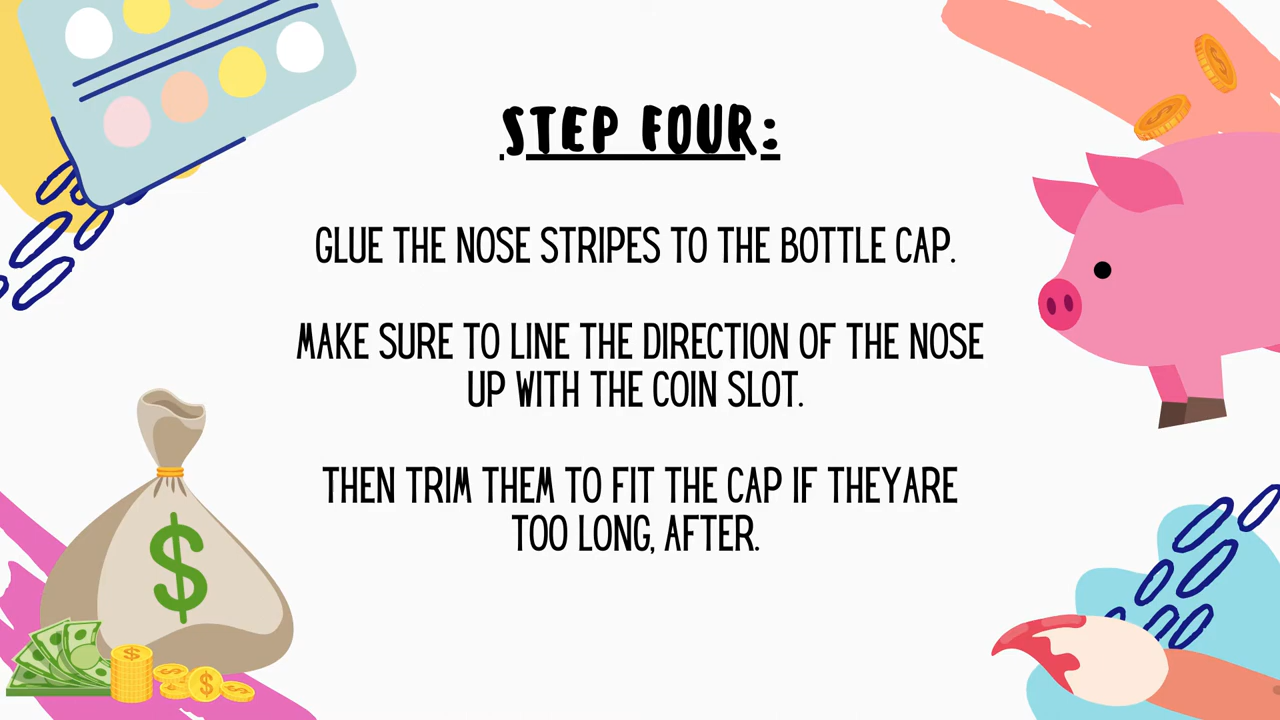 STEP FOUR:
GLUE THE NOSE STRIPES TO THE BOTTLE CAP.
MAKE SURE TO LINE THE DIRECTION OF THE NOSE
UP WITH THE COIN SLOT.
THEN TRIM THEM TO FIT THE CAP IF THEYARE
TOO LONG, AFTER.
$